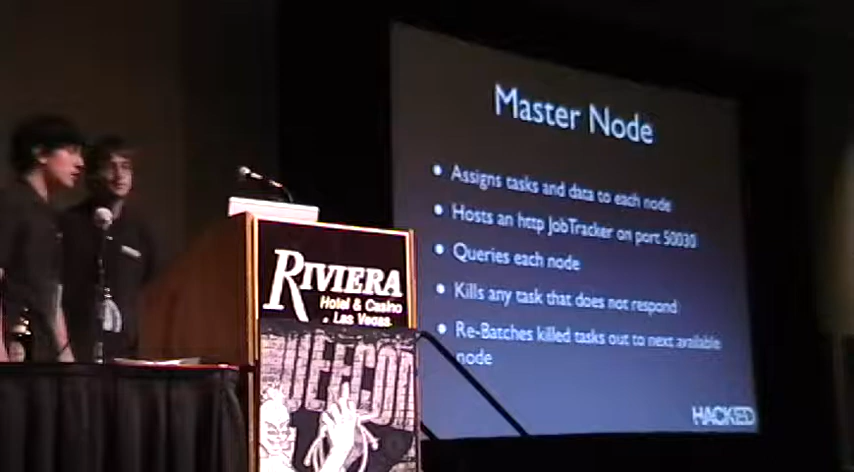 Master Node
• Assigns tasks and data to each node
• Hosts an http JobTracker on port 50030
• Queries each node
• Kills any task that does not respond
• Re-Batches killed tasks out to next available
node
HACKED
RIVIERA
Hotel & Casino
Las Vegas
DEFCON